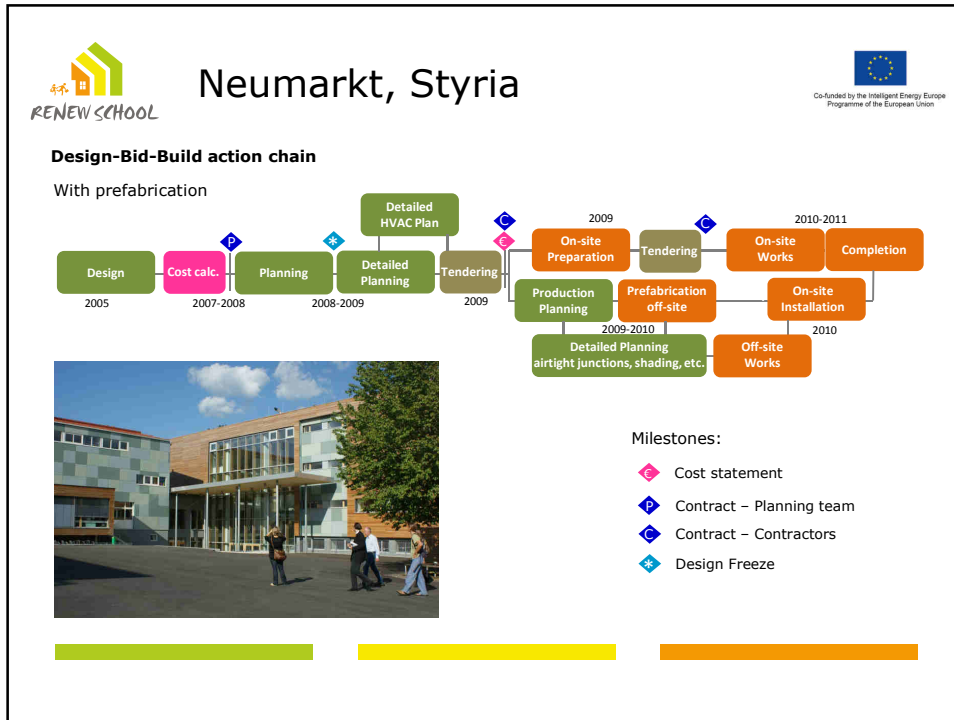 RENEW SCHOOL
Neumarkt, Styria
Co-funded by the Intelligent Energy Europe
Programme of the European Union
Design-Bid-Build action chain
With prefabrication
Detailed
HVAC Plan
Design
Cost calc.
P
Planning
*
Detailed
Planning
Tendering
C
€
2005
2007-2008
2008-2009
2009
2009
On-site
Preparation
Tendering
C
On-site
Works
2010-2011
Completion
Production
Planning
Prefabrication
off-site
On-site
Installation
2009-2010
2010
Detailed Planning
airtight junctions, shading, etc.
Off-site
Works
Milestones:
€ Cost statement
P Contract – Planning team
C Contract – Contractors
* Design Freeze